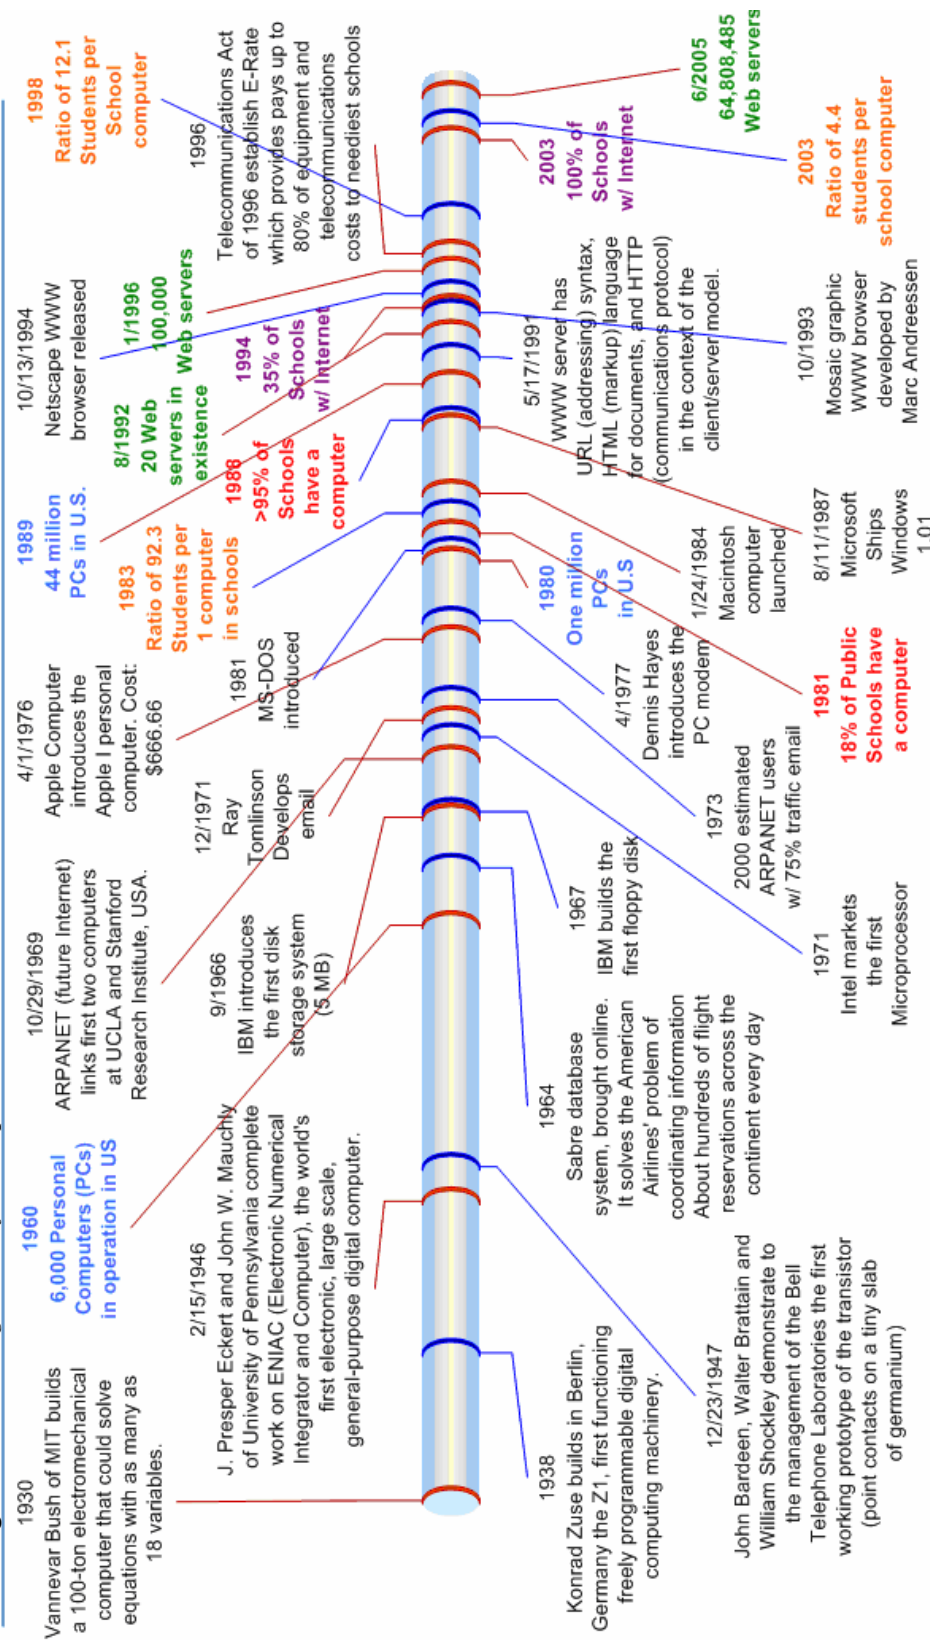 1930
Vannevar Bush of MIT builds
a 100-ton electromechanical
computer that could solve
equations with as many as
18 variables.
1960
6,000 Personal
Computers (PCs)
in operation in US
10/29/1969
ARPANET (future Internet)
links first two computers
at UCLA and Stanford
Research Institute, USA.
4/1/1976
Apple Computer
introduces the
Apple I personal
computer. Cost:
$666.66
1989
44 million
PCs in U.S.
10/13/1994
Netscape WWW
browser released
1998
Ratio of 12.1
Students per
School
computer
1983
Ratio of 92.3
Students per
1 computer
in schools
8/1992
20 Web
servers in
existence
1/1996
100,000
Web servers
2/15/1946
J. Presper Eckert and John W. Mauchly
of University of Pennsylvania complete
work on ENIAC (Electronic Numerical
Integrator and Computer), the world's
first electronic, large scale,
general-purpose digital computer.
9/1966
IBM introduces
the first disk
storage system
(5 MB)
12/1971
Ray
Tomlinson
Develops
email
1981
MS-DOS
introduced
1988
>95% of
Schools
have a
computer
1994
35% of
Schools
w/ Internet
1996
Telecommunications Act
of 1996 establish E-Rate
which provides pays up to
80% of equipment and
telecommunications
costs to neediest schools
1938
Konrad Zuse builds in Berlin,
Germany the Z1, first functioning
freely programmable digital
computing machinery.
1964
Sabre database
system, brought online.
It solves the American
Airlines' problem of
coordinating information
About hundreds of flight
reservations across the
continent every day
1967
IBM builds the
first floppy disk
4/1977
Dennis Hayes
introduces the
PC modem
1980
One million
PCs
in U.S
5/17/1991
WWW server has
URL (addressing) syntax,
HTML (markup) language
for documents, and HTTP
(communications protocol)
in the context of the
client/server model.
2003
100% of
Schools
w/ Internet
12/23/1947
John Bardeen, Walter Brattain and
William Shockley demonstrate to
the management of the Bell
Telephone Laboratories the first
working prototype of the transistor
(point contacts on a tiny slab
of germanium)
1971
Intel markets
the first
Microprocessor
1973
2000 estimated
ARPANET users
w/ 75% traffic email
1981
18% of Public
Schools have
a computer
1/24/1984
Macintosh
computer
launched
8/11/1987
Microsoft
Ships
Windows
1.01
10/1993
Mosaic graphic
WWW browser
developed by
Marc Andreessen
2003
Ratio of 4.4
students per
school computer
6/2005
64,808,485
Web servers